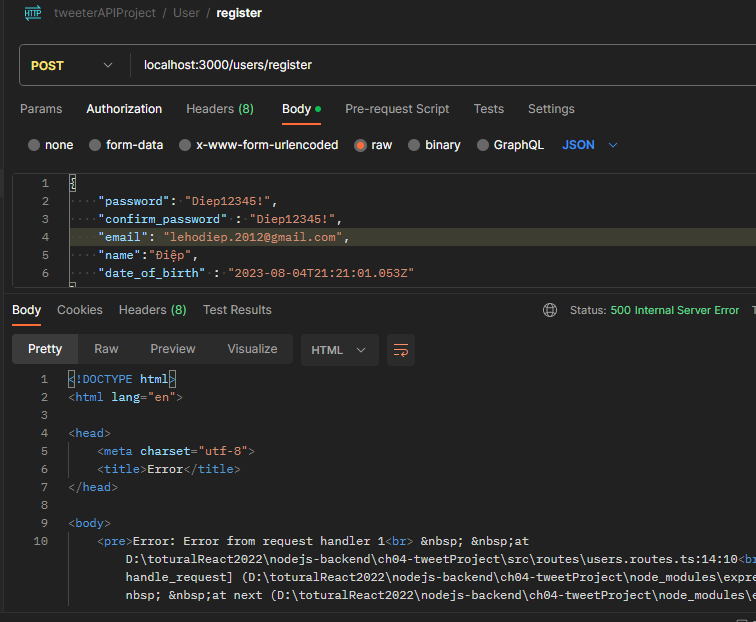 HTTP tweeterAPIProject / User / register
POST localhost:3000/users/register
Params Authorization Headers (8) Body Pre-request Script Tests Settings
none form-data x-www-form-urlencoded raw binary GraphQL JSON
1 {
2 "password": "Diep12345!",
3 "confirm_password" : "Diep12345!",
4 "email": "lehodiep.2012@gmail.com",
5 "name":"Điệp",
6 "date_of_birth" : "2023-08-04T21:21:01.053Z"
Body Cookies Headers (8) Test Results Status: 500 Internal Server Error
Pretty Raw Preview Visualize HTML
1 <!DOCTYPE html>
2 <html lang="en">
3
4 <head>
5 <meta charset="utf-8">
6 <title>Error</title>
7 </head>
8
9 <body>
10 <pre>Error: Error from request handler 1<br> &nbsp; &nbsp;at
D:\toturalReact2022\nodejs-backend\ch04-tweetProject\src\routes\users.routes.ts:14:10<br
handle_request] (D:\toturalReact2022\nodejs-backend\ch04-tweetProject\node_modules\expre
nbsp; &nbsp;at next (D:\toturalReact2022\nodejs-backend\ch04-tweetProject\node_modules\e